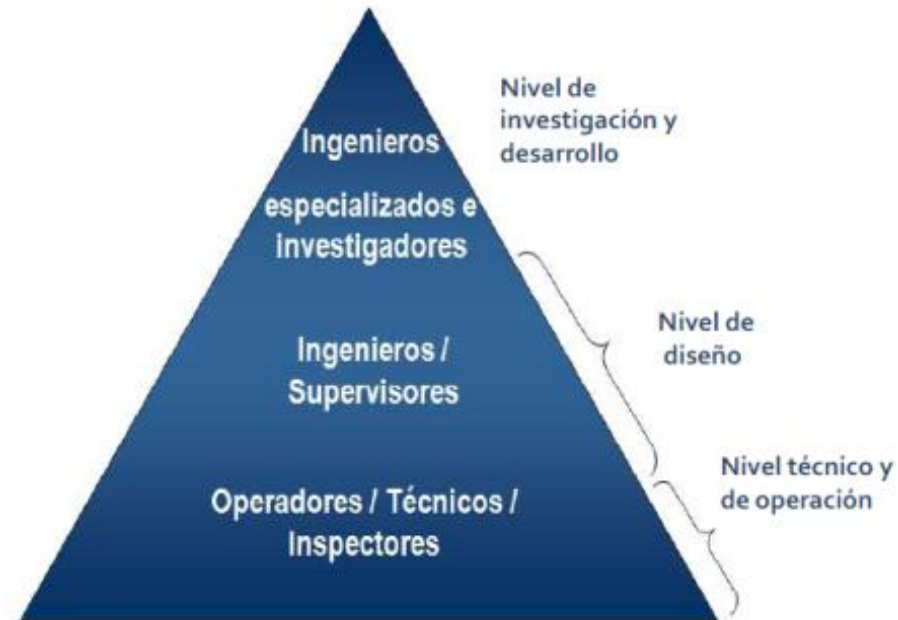 Nivel de
investigación y
desarrollo
Ingenieros
especializados e
investigadores
Nivel de
diseño
Ingenieros /
Supervisores
Nivel técnico y
de operación
Operadores / Técnicos /
Inspectores